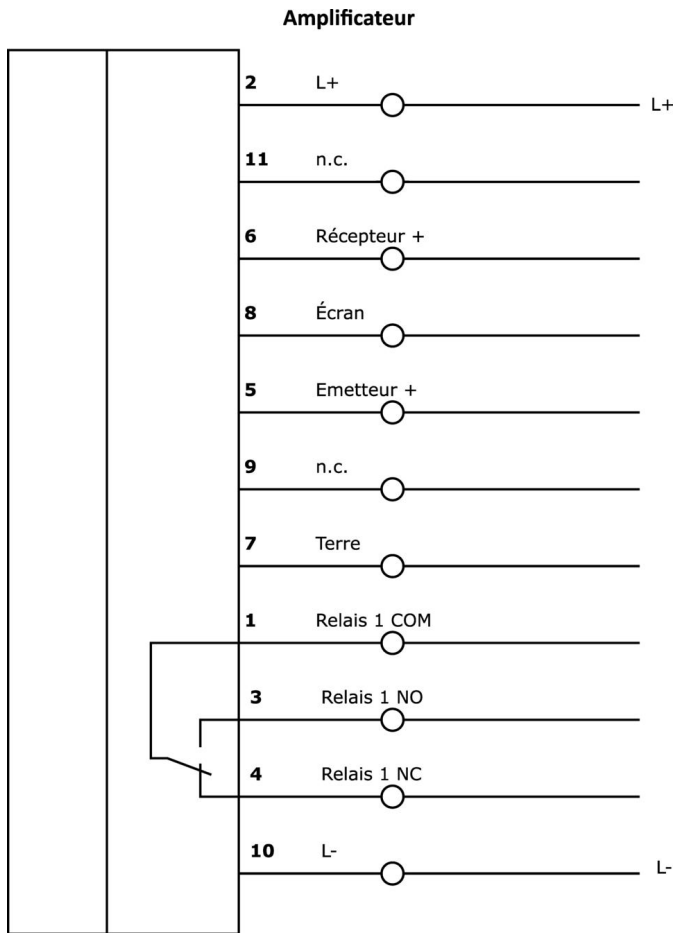 Amplificateur
2 L+
L+
11 n.c.
6 Récepteur +
8 Écran
5 Emetteur +
9 n.c.
7 Terre
1 Relais 1 COM
3 Relais 1 NO
4 Relais 1 NC
10 L-
L-